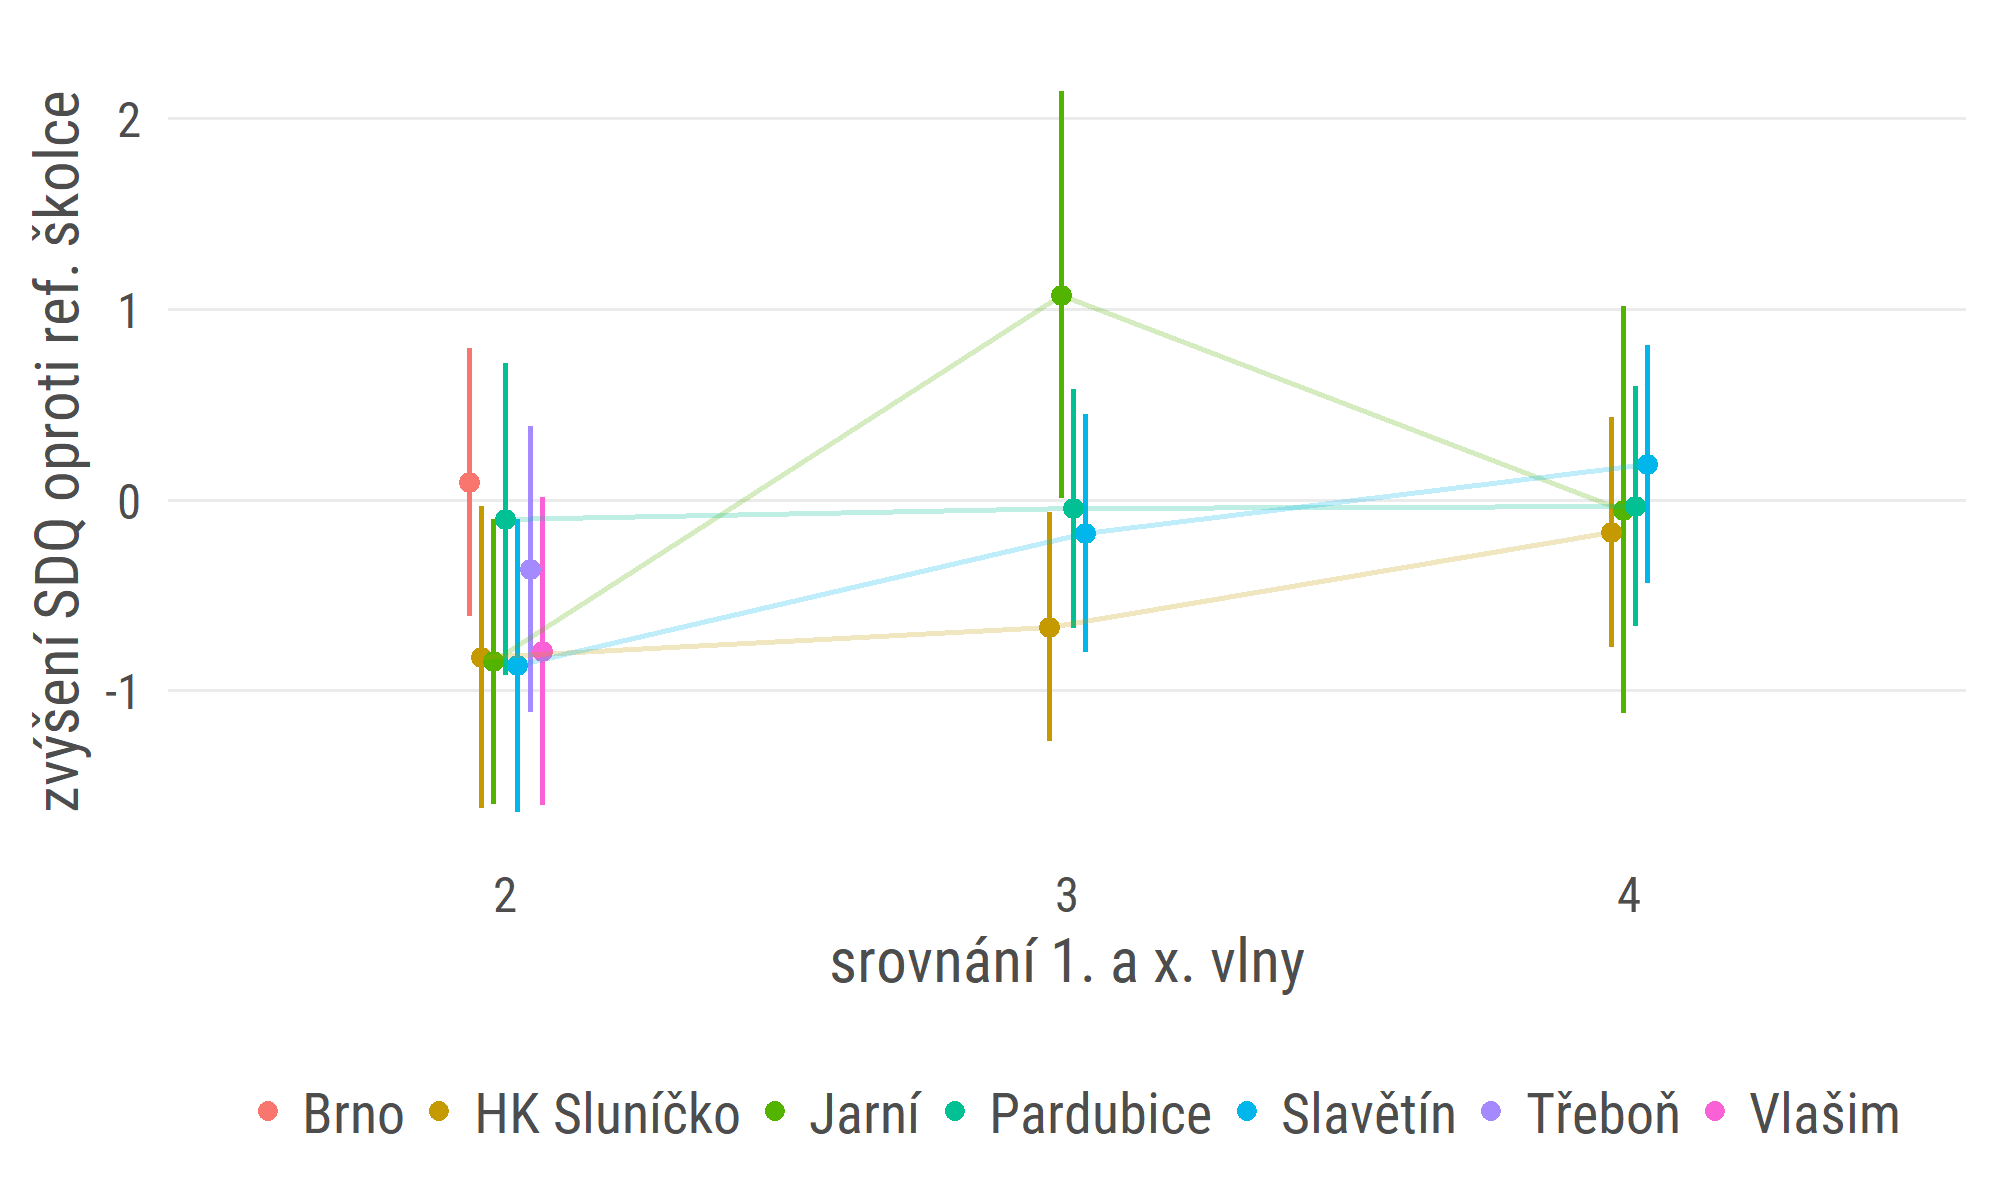 zvýšení SDQ oproti ref. školce
2
1
0
-1
2 3 4
srovnání 1. a x. vlny
Brno HK Sluníčko Jarní Pardubice Slavětín Třeboň Vlašim